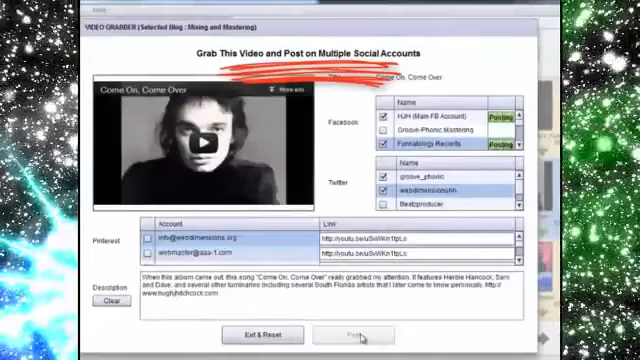 VIDEO GRABBER (Selected Blog : Mixing and Mastering)
Grab This Video and Post on Multiple Social Accounts
Come On, Come Over
Come On, Come Over
More info
Facebook
Name
HJH (Main FB Account) Posting
Groove-Phonic Mastering
Funkatology Records Posting
Twitter
Name
groove_phonic
webdimensionshh
Beatzproducer
Pinterest
Account Link
info@webdimensions.org
webmaster@aaa-1.com
Description
Clear
When this album came out, this song "Come On, Come Over" really grabbed my attention. It features Herbie Hancock, Sam
and Dave, and several other luminaries including several South Florida artists that I later came to know personally. http:/
/www.hughjhitchcock.com
Exit & Reset